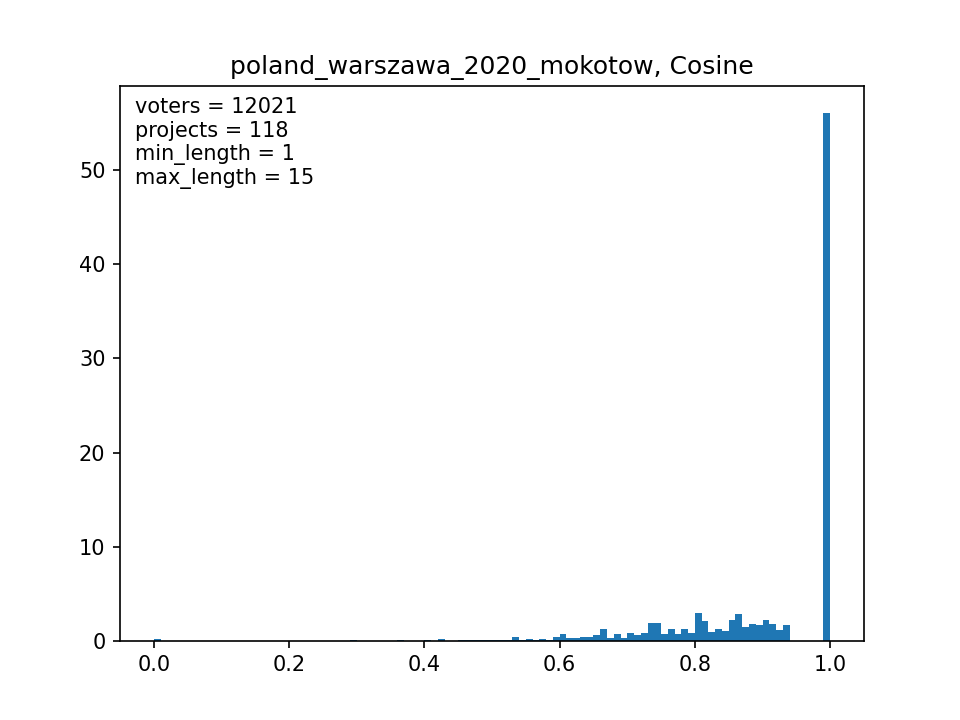 poland_warszawa_2020_mokotow, Cosine
voters = 12021
projects = 118
min_length = 1
max_length = 15
50
40
30
20
10
0
0.0 0.2 0.4 0.6 0.8 1.0